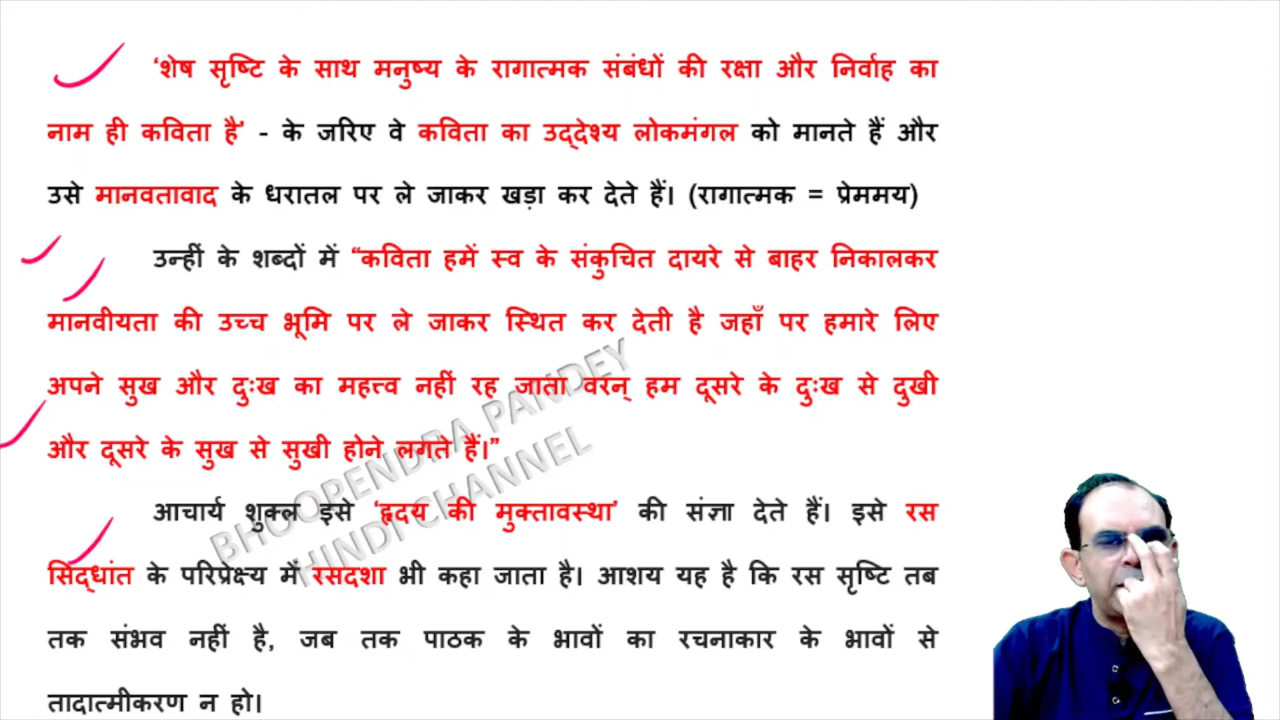 ‘शेष सृष्टि के साथ मनुष्य के रागात्मक संबंधों की रक्षा और निर्वाह का
नाम ही कविता है’ - के जरिए वे कविता का उद्देश्य लोकमंगल को मानते हैं और
उसे मानवतावाद के धरातल पर ले जाकर खड़ा कर देते हैं। (रागात्मक = प्रेममय)
उन्हीं के शब्दों में “कविता हमें स्व के संकुचित दायरे से बाहर निकालकर
मानवीयता की उच्च भूमि पर ले जाकर स्थित कर देती है जहाँ पर हमारे लिए
अपने सुख और दुःख का महत्त्व नहीं रह जाता वरन् हम दूसरे के दुःख से दुखी
और दूसरे के सुख से सुखी होने लगते हैं।”
आचार्य शुक्ल इसे ‘हृदय की मुक्तावस्था’ की संज्ञा देते हैं। इसे रस
सिद्धांत के परिप्रेक्ष्य में रसदशा भी कहा जाता है। आशय यह है कि रस सृष्टि तब
तक संभव नहीं है, जब तक पाठक के भावों का रचनाकार के भावों से
तादात्मीकरण न हो।
BHOOPENDRA PANDEY
HINDI CHANNEL